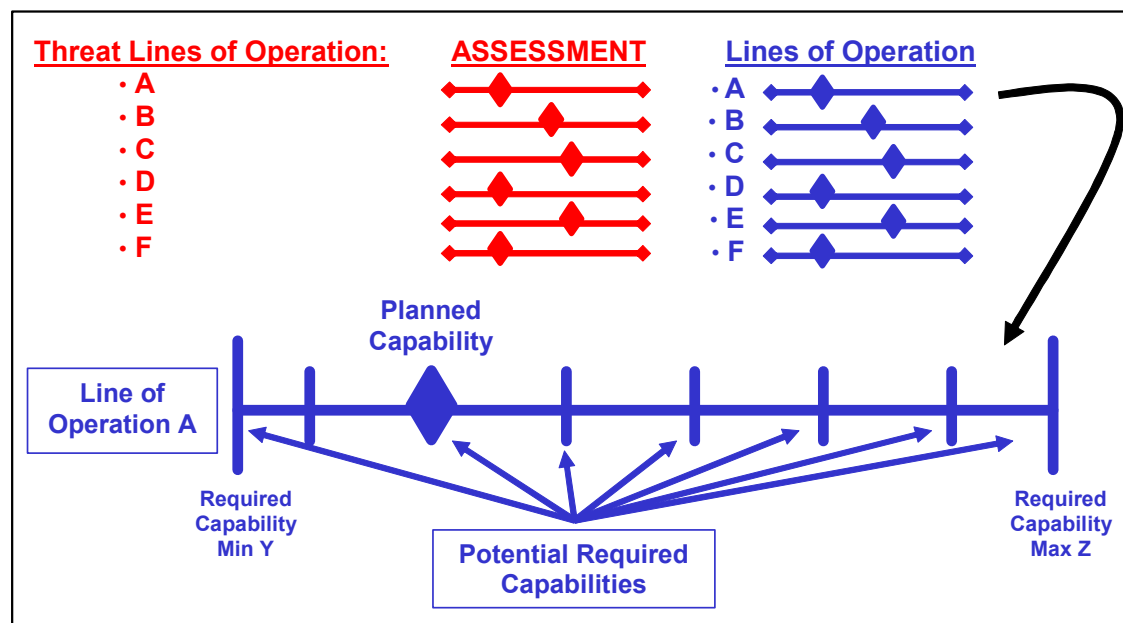 Threat Lines of Operation:
· A
· B
· C
· D
· E
· F
ASSESSMENT
Lines of Operation
· A
· B
· C
· D
· E
· F
Planned
Capability
Line of
Operation A
Required
Capability
Min Y
Potential Required
Capabilities
Required
Capability
Max Z